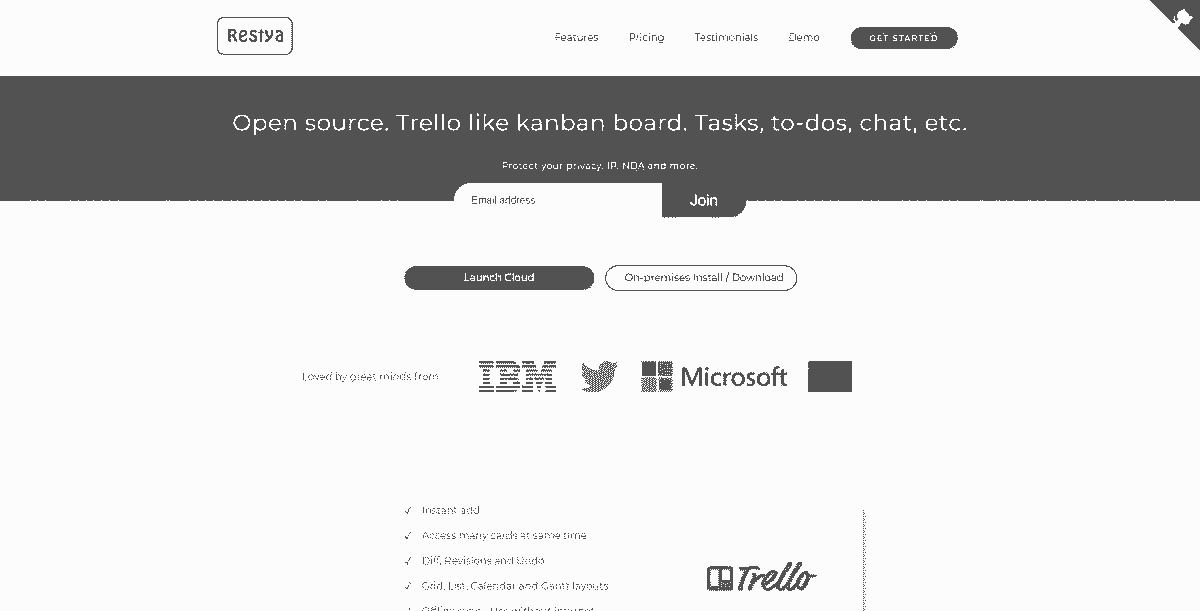 Restya
Features Pricing Testimonials Demo GET STARTED
Open source. Trello like kanban board. Tasks, to-dos, chat, etc.
Protect your privacy, IP, NDA and more.
Email address Join
Launch Cloud On-premises Install / Download
Loved by great minds from IBM Microsoft
✓ Instant add
✓ Access many cards at same time
✓ Diff, Revisions and Undo
✓ Grid, List, Calendar and Gantt layouts
Trello